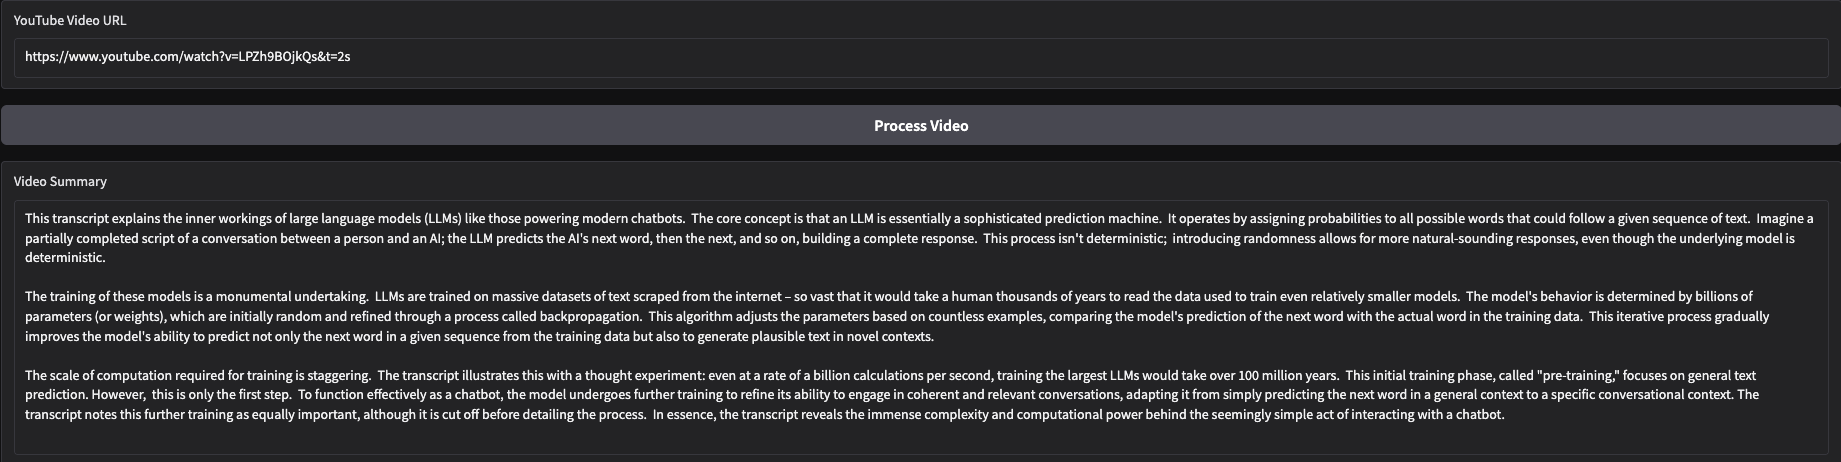 YouTube Video URL
https://www.youtube.com/watch?v=LPZh9BOjkQs&t=2s
Process Video
Video Summary
This transcript explains the inner workings of large language models (LLMs) like those powering modern chatbots.  The core concept is that an LLM is essentially a sophisticated prediction machine.  It operates by assigning probabilities to all possible words that could follow a given sequence of text.  Imagine a
partially completed script of a conversation between a person and an AI; the LLM predicts the AI's next word, then the next, and so on, building a complete response.  This process isn't deterministic;  introducing randomness allows for more natural-sounding responses, even though the underlying model is
deterministic.
The training of these models is a monumental undertaking.  LLMs are trained on massive datasets of text scraped from the internet – so vast that it would take a human thousands of years to read the data used to train even relatively smaller models.  The model's behavior is determined by billions of
parameters (or weights), which are initially random and refined through a process called backpropagation.  This algorithm adjusts the parameters based on countless examples, comparing the model's prediction of the next word with the actual word in the training data.  This iterative process gradually
improves the model's ability to predict not only the next word in a given sequence from the training data but also to generate plausible text in novel contexts.
The scale of computation required for training is staggering.  The transcript illustrates this with a thought experiment: even at a rate of a billion calculations per second, training the largest LLMs would take over 100 million years.  This initial training phase, called "pre-training," focuses on general text
prediction. However,  this is only the first step.  To function effectively as a chatbot, the model undergoes further training to refine its ability to engage in coherent and relevant conversations, adapting it from simply predicting the next word in a general context to a specific conversational context. The
transcript notes this further training as equally important, although it is cut off before detailing the process.  In essence, the transcript reveals the immense complexity and computational power behind the seemingly simple act of interacting with a chatbot.